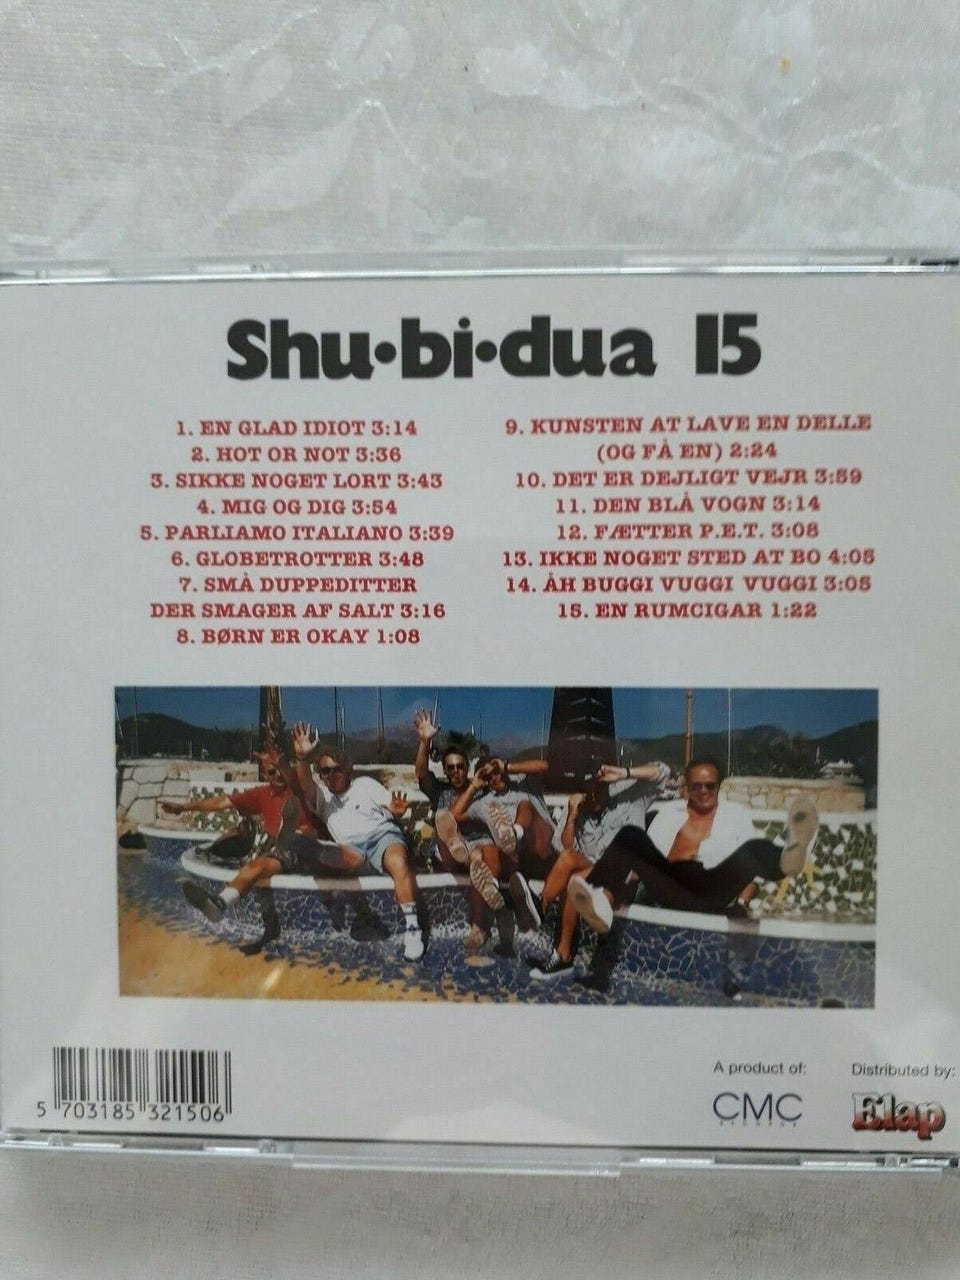 Shu•bi•dua 15
1. EN GLAD IDIOT 3:14
2. HOT OR NOT 3:36
3. SIKKE NOGET LORT 3:43
4. MIG OG DIG 3:54
5. PARLIAMO ITALIANO 3:39
6. GLOBETROTTER 3:48
7. SMÅ DUPPEDITTER
DER SMAGER AF SALT 3:16
8. BØRN ER OKAY 1:08
9. KUNSTEN AT LAVE EN DELLE
(OG FÅ EN) 2:24
10. DET ER DEJLIGT VEJR 3:59
11. DEN BLÅ VOGN 3:14
12. FÆTTER P.E.T. 3:08
13. IKKE NOGET STED AT BO 4:05
14. ÅH BUGGI VUGGI VUGGI 3:05
15. EN RUMCIGAR 1:22
5 703185 321506
A product of:
CMC
RECORDS
Distributed by:
Elap